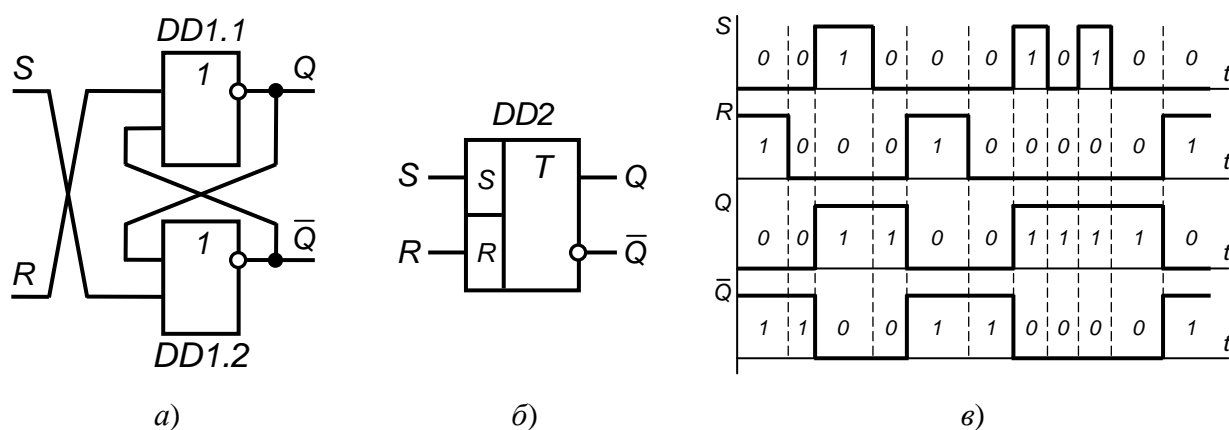 DD1.1
S
1
Q
R
1
Q̅
DD1.2
а)
DD2
S
S
T
Q
R
R
Q̅
б)
S
0 0 1 0 0 0 1 0 1 0 0
t
R
1 0 0 0 1 0 0 0 0 0 1
t
Q
0 0 1 1 0 0 1 1 1 1 0
t
Q̅
1 1 0 0 1 1 0 0 0 0 1
t
в)